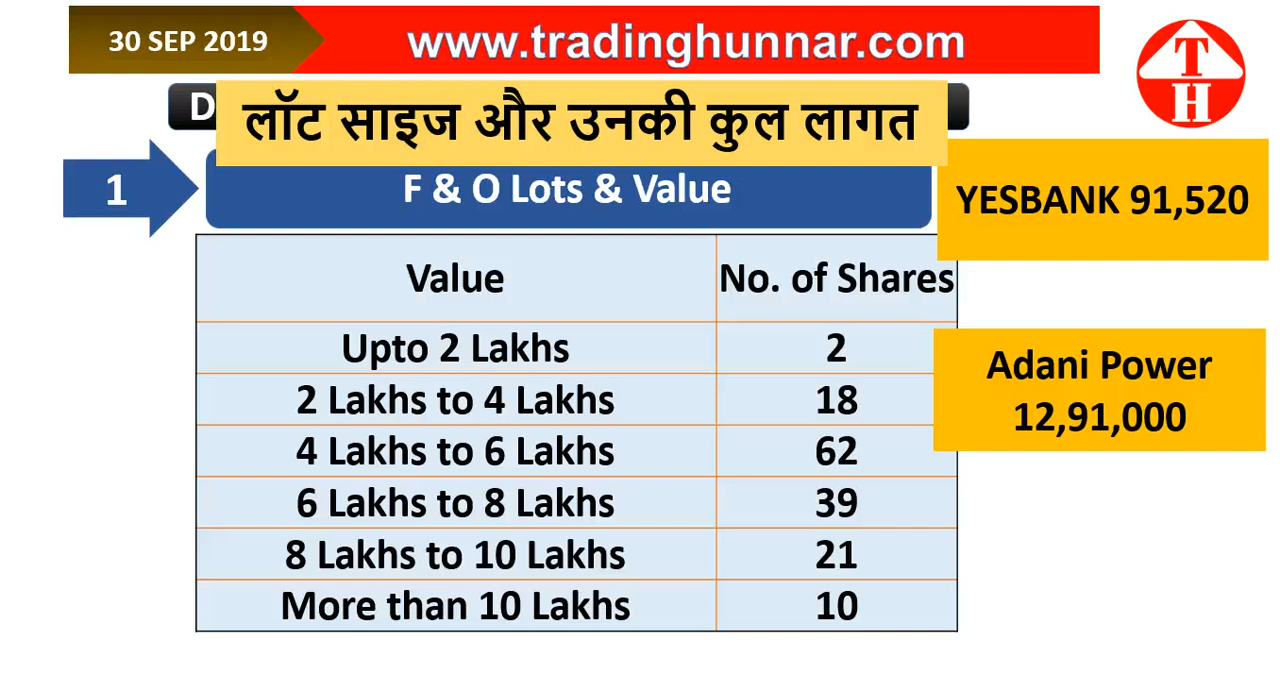 30 SEP 2019
www.tradinghunnar.com
T
H
D
लॉट साइज और उनकी कुल लागत
1
F & O Lots & Value
YESBANK 91,520
Value No. of Shares
Upto 2 Lakhs 2
2 Lakhs to 4 Lakhs 18
4 Lakhs to 6 Lakhs 62
6 Lakhs to 8 Lakhs 39
8 Lakhs to 10 Lakhs 21
More than 10 Lakhs 10
Adani Power
12,91,000